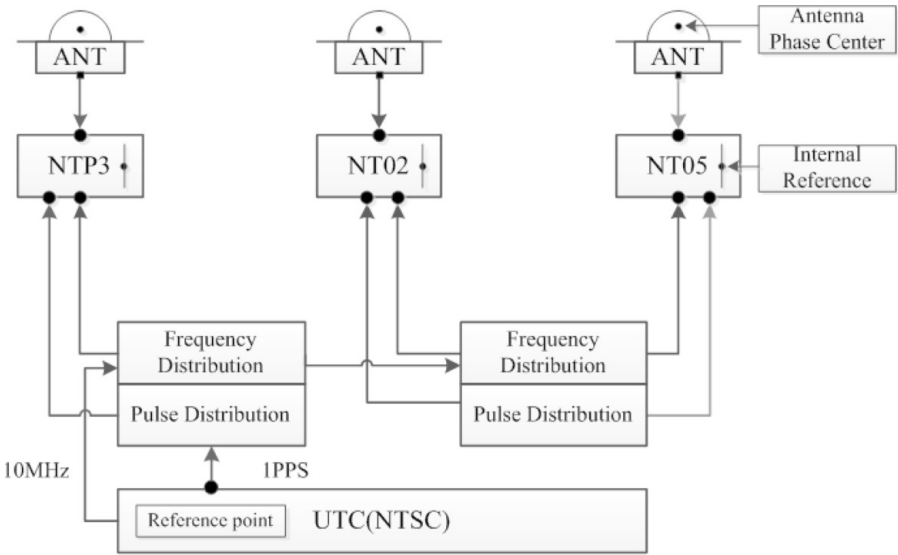 ANT
ANT
ANT
Antenna
Phase Center
NTP3
NT02
NT05
Internal
Reference
Frequency
Distribution
Pulse Distribution
Frequency
Distribution
Pulse Distribution
10MHz
1PPS
Reference point
UTC(NTSC)